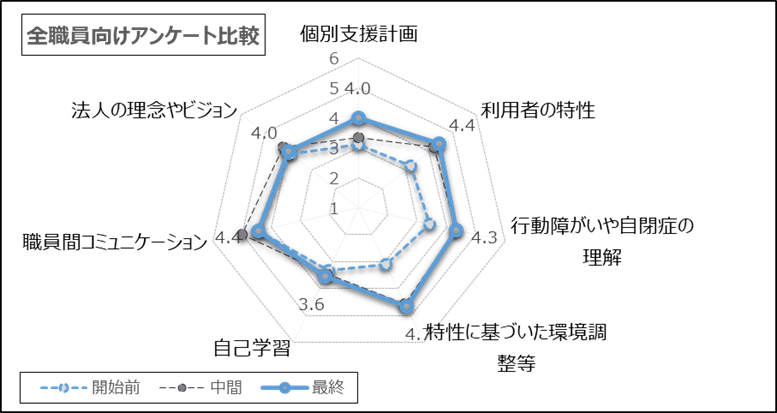 全職員向けアンケート比較
個別支援計画
利用者の特性
行動障がいや自閉症の
理解
特性に基づいた環境調
整等
自己学習
職員間コミュニケーション
法人の理念やビジョン
6
5
4
3
2
1
4.0
4.4
4.3
4.7
3.6
4.4
4.0
開始前
中間
最終